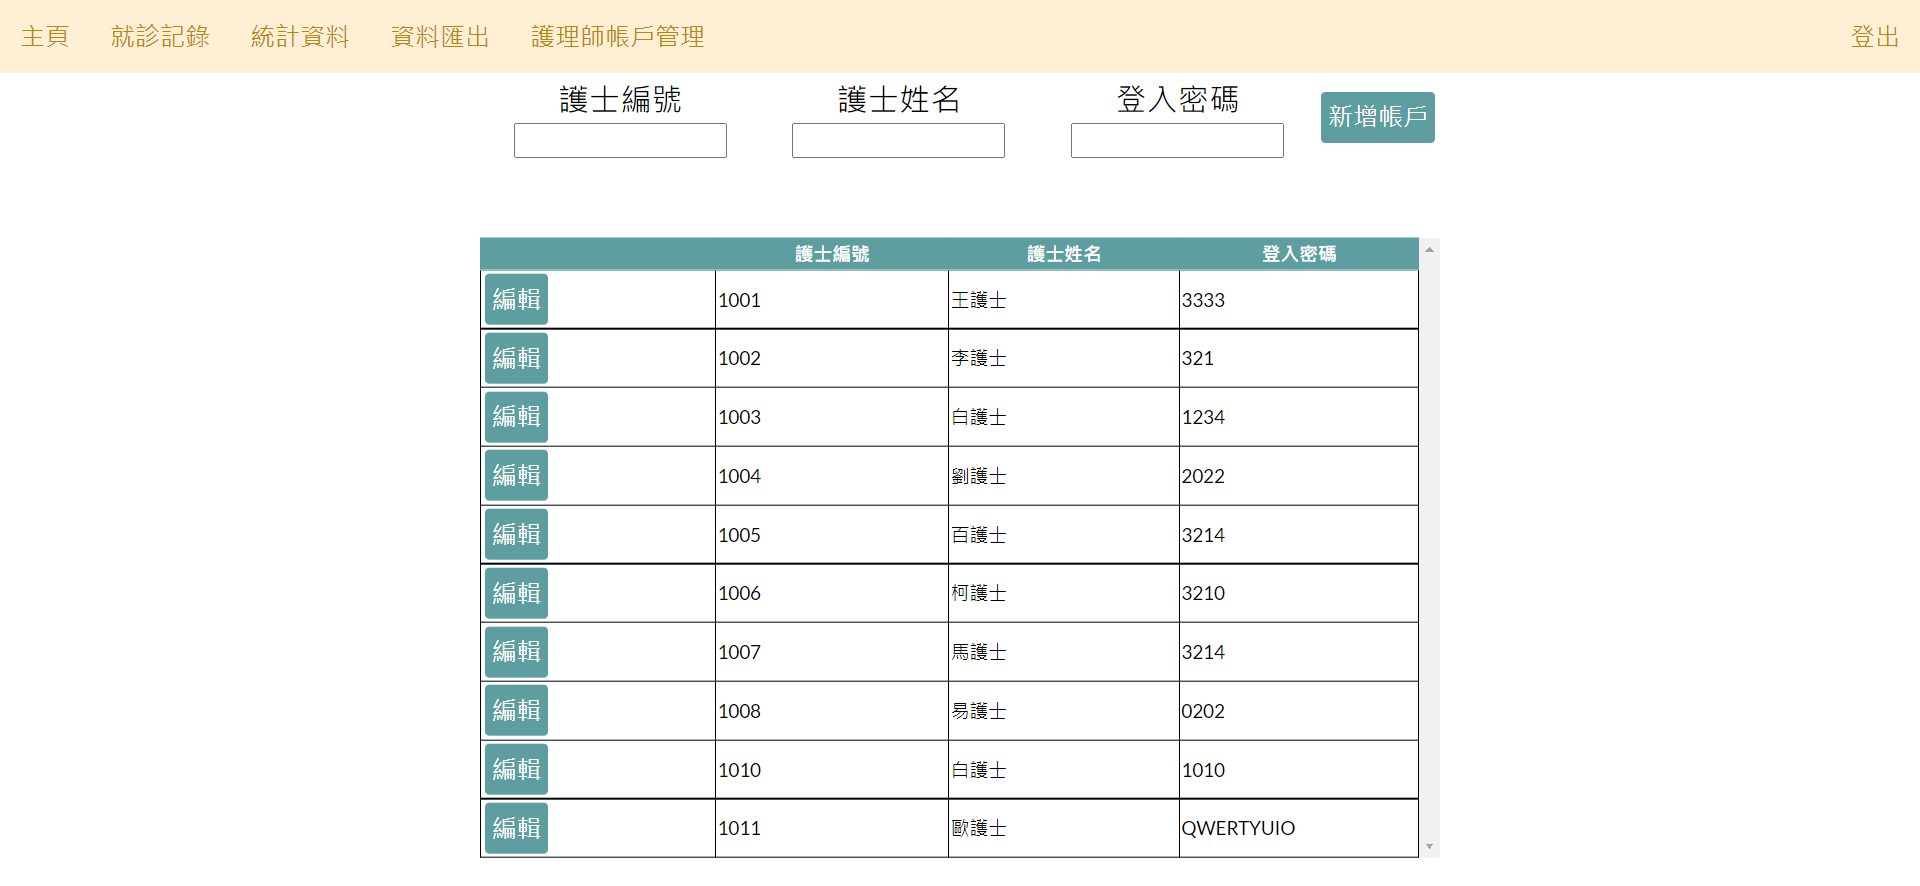 主頁 就診記錄 統計資料 資料匯出 護理師帳戶管理 登出
護士編號 護士姓名 登入密碼 新增帳戶
護士編號 護士姓名 登入密碼
編輯 1001 王護士 3333
編輯 1002 李護士 321
編輯 1003 白護士 1234
編輯 1004 劉護士 2022
編輯 1005 百護士 3214
編輯 1006 柯護士 3210
編輯 1007 馬護士 3214
編輯 1008 易護士 0202
編輯 1010 白護士 1010
編輯 1011 歐護士 QWERTYUIO